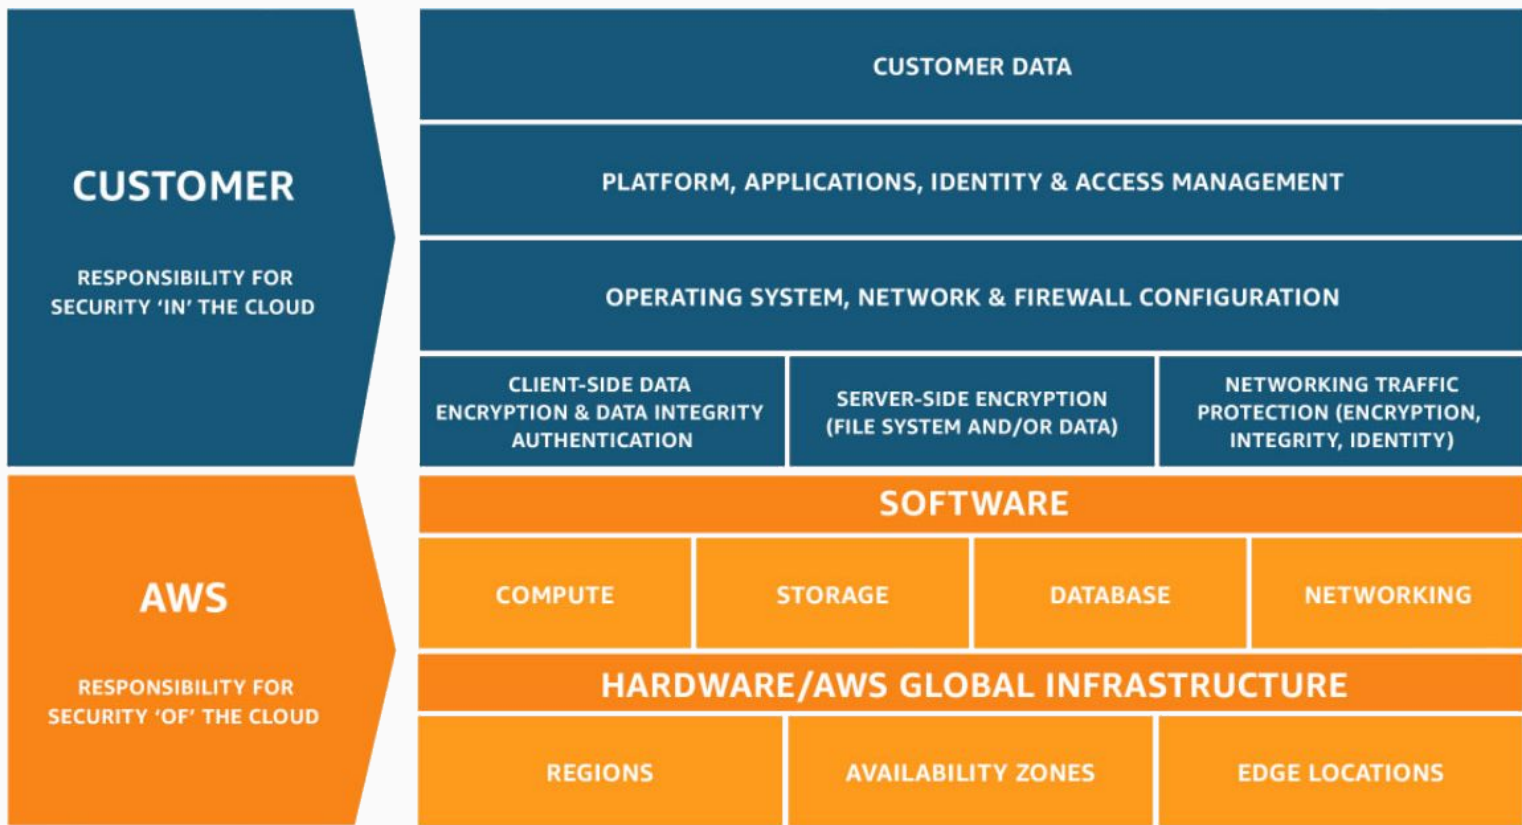 CUSTOMER
RESPONSIBILITY FOR
SECURITY ‘IN’ THE CLOUD
CUSTOMER DATA
PLATFORM, APPLICATIONS, IDENTITY & ACCESS MANAGEMENT
OPERATING SYSTEM, NETWORK & FIREWALL CONFIGURATION
CLIENT-SIDE DATA
ENCRYPTION & DATA INTEGRITY
AUTHENTICATION
SERVER-SIDE ENCRYPTION
(FILE SYSTEM AND/OR DATA)
NETWORKING TRAFFIC
PROTECTION (ENCRYPTION,
INTEGRITY, IDENTITY)
AWS
RESPONSIBILITY FOR
SECURITY ‘OF’ THE CLOUD
SOFTWARE
COMPUTE
STORAGE
DATABASE
NETWORKING
HARDWARE/AWS GLOBAL INFRASTRUCTURE
REGIONS
AVAILABILITY ZONES
EDGE LOCATIONS